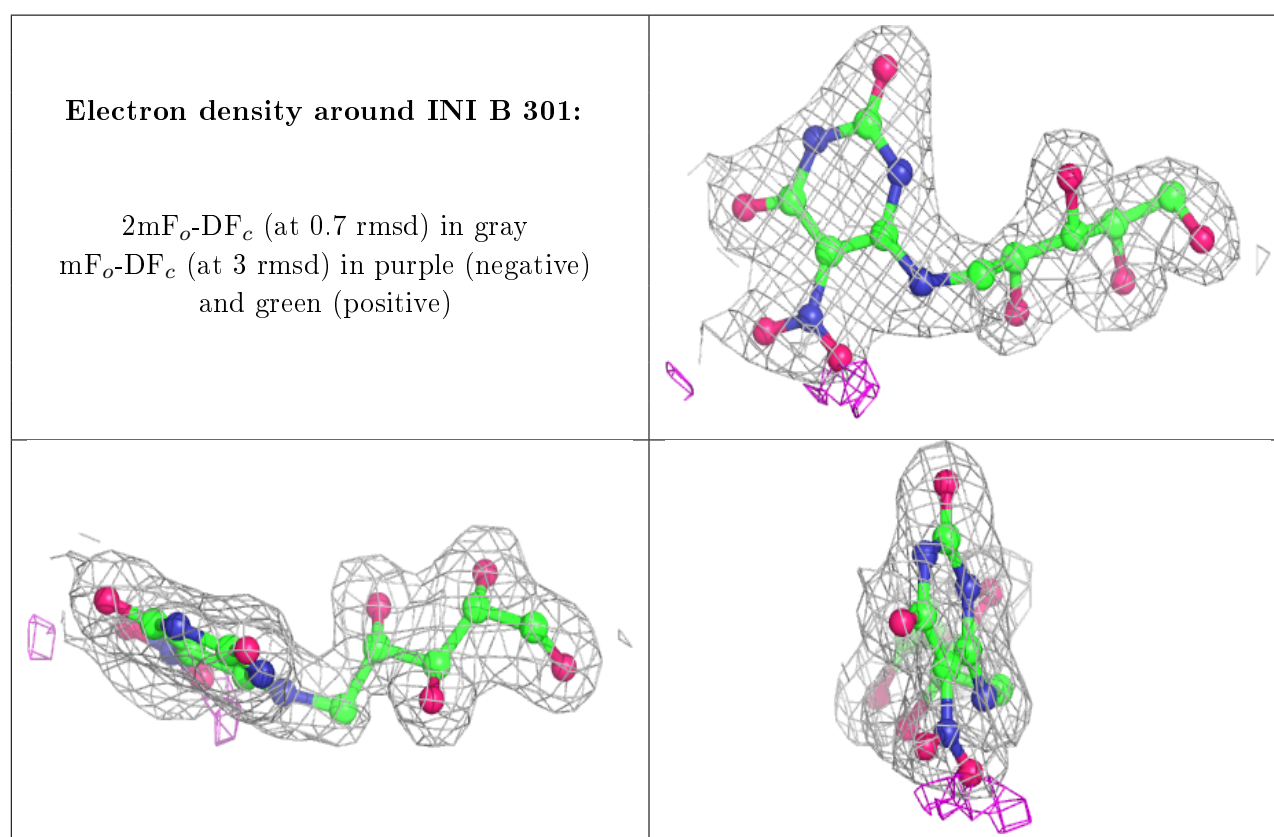 Electron density around INI B 301:
2mFo-DFc (at 0.7 rmsd) in gray
mFo-DFc (at 3 rmsd) in purple (negative)
and green (positive)